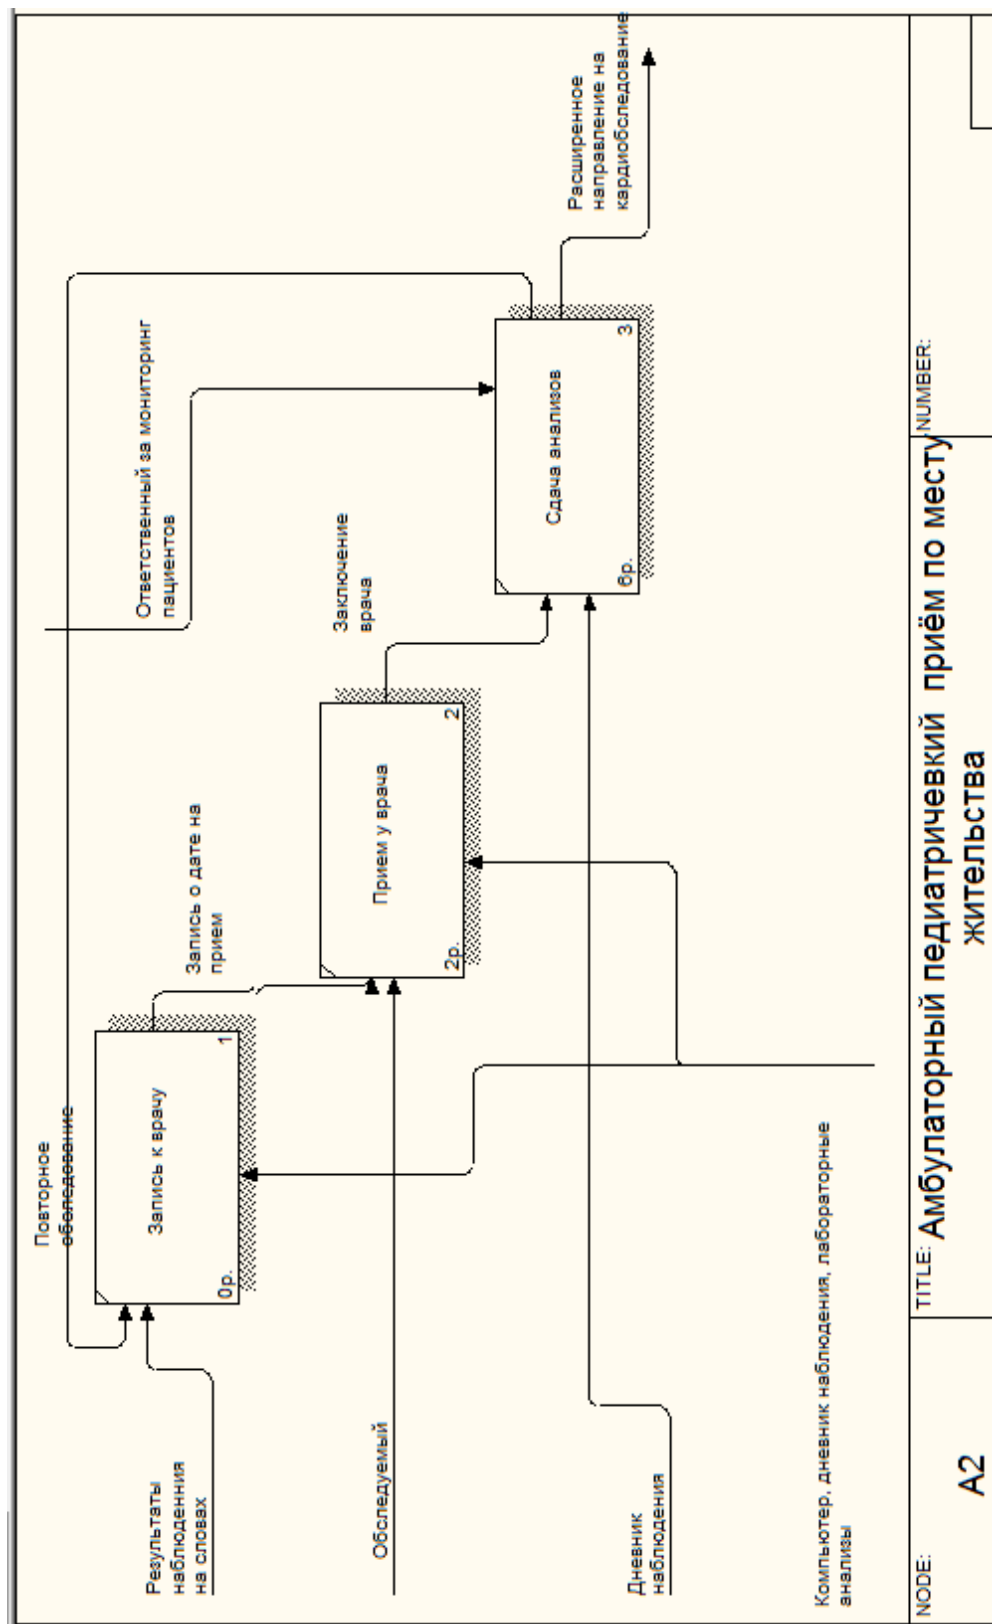 Повторное
обследование
Ответственный за мониторинг
пациентов
Запись к врачу
0р.
1
Результаты
наблюденния
на словах
Запись о дате на
прием
Заключение
врача
Прием у врача
2р.
2
Обследуемый
Расширенное
направление на
кардиобследование
Сдача анализов
6р.
3
Дневник
наблюдения
Компьютер, дневник наблюдения, лабораторные
анализы
NODE:
A2
TITLE: Амбулаторный педиатричевкий приём по месту
жительства
NUMBER: